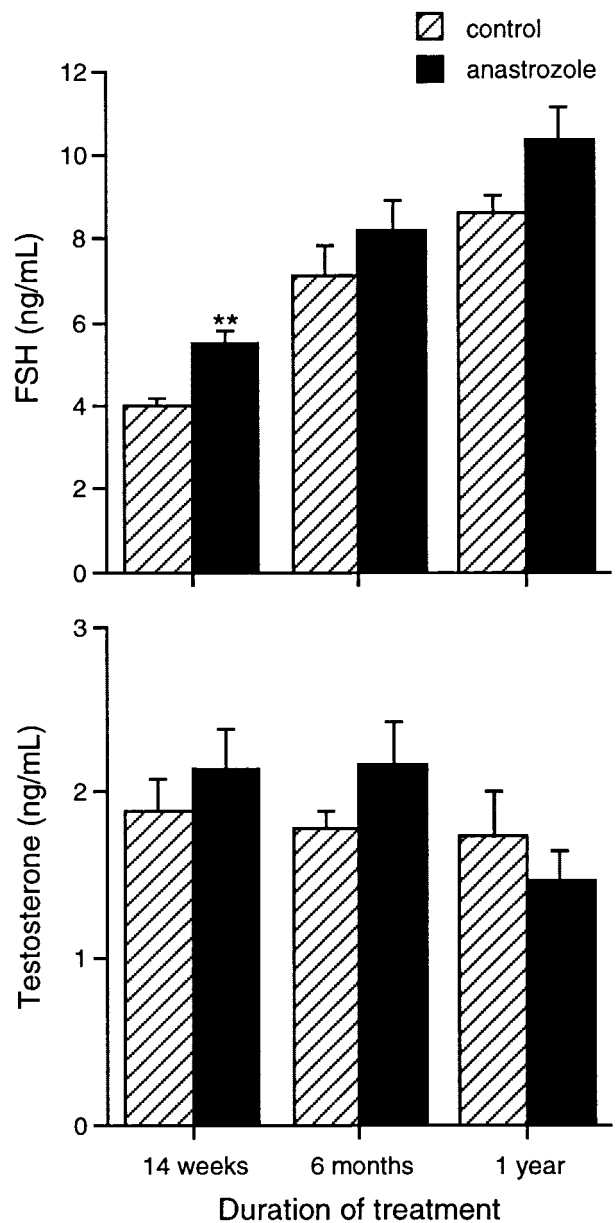 control
anastrozole
12
10
8
6
4
2
0
FSH (ng/mL)
**
3
2
1
0
Testosterone (ng/mL)
14 weeks 6 months 1 year
Duration of treatment